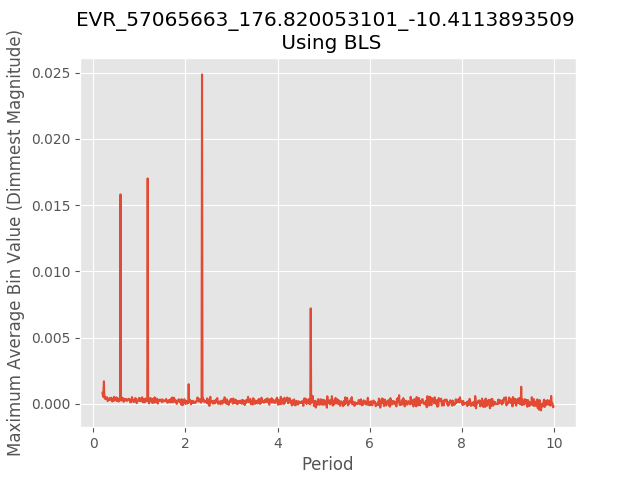 EVR_57065663_176.820053101_-10.4113893509
Using BLS
Maximum Average Bin Value (Dimmest Magnitude)
0.025
0.020
0.015
0.010
0.005
0.000
0 2 4 6 8 10
Period